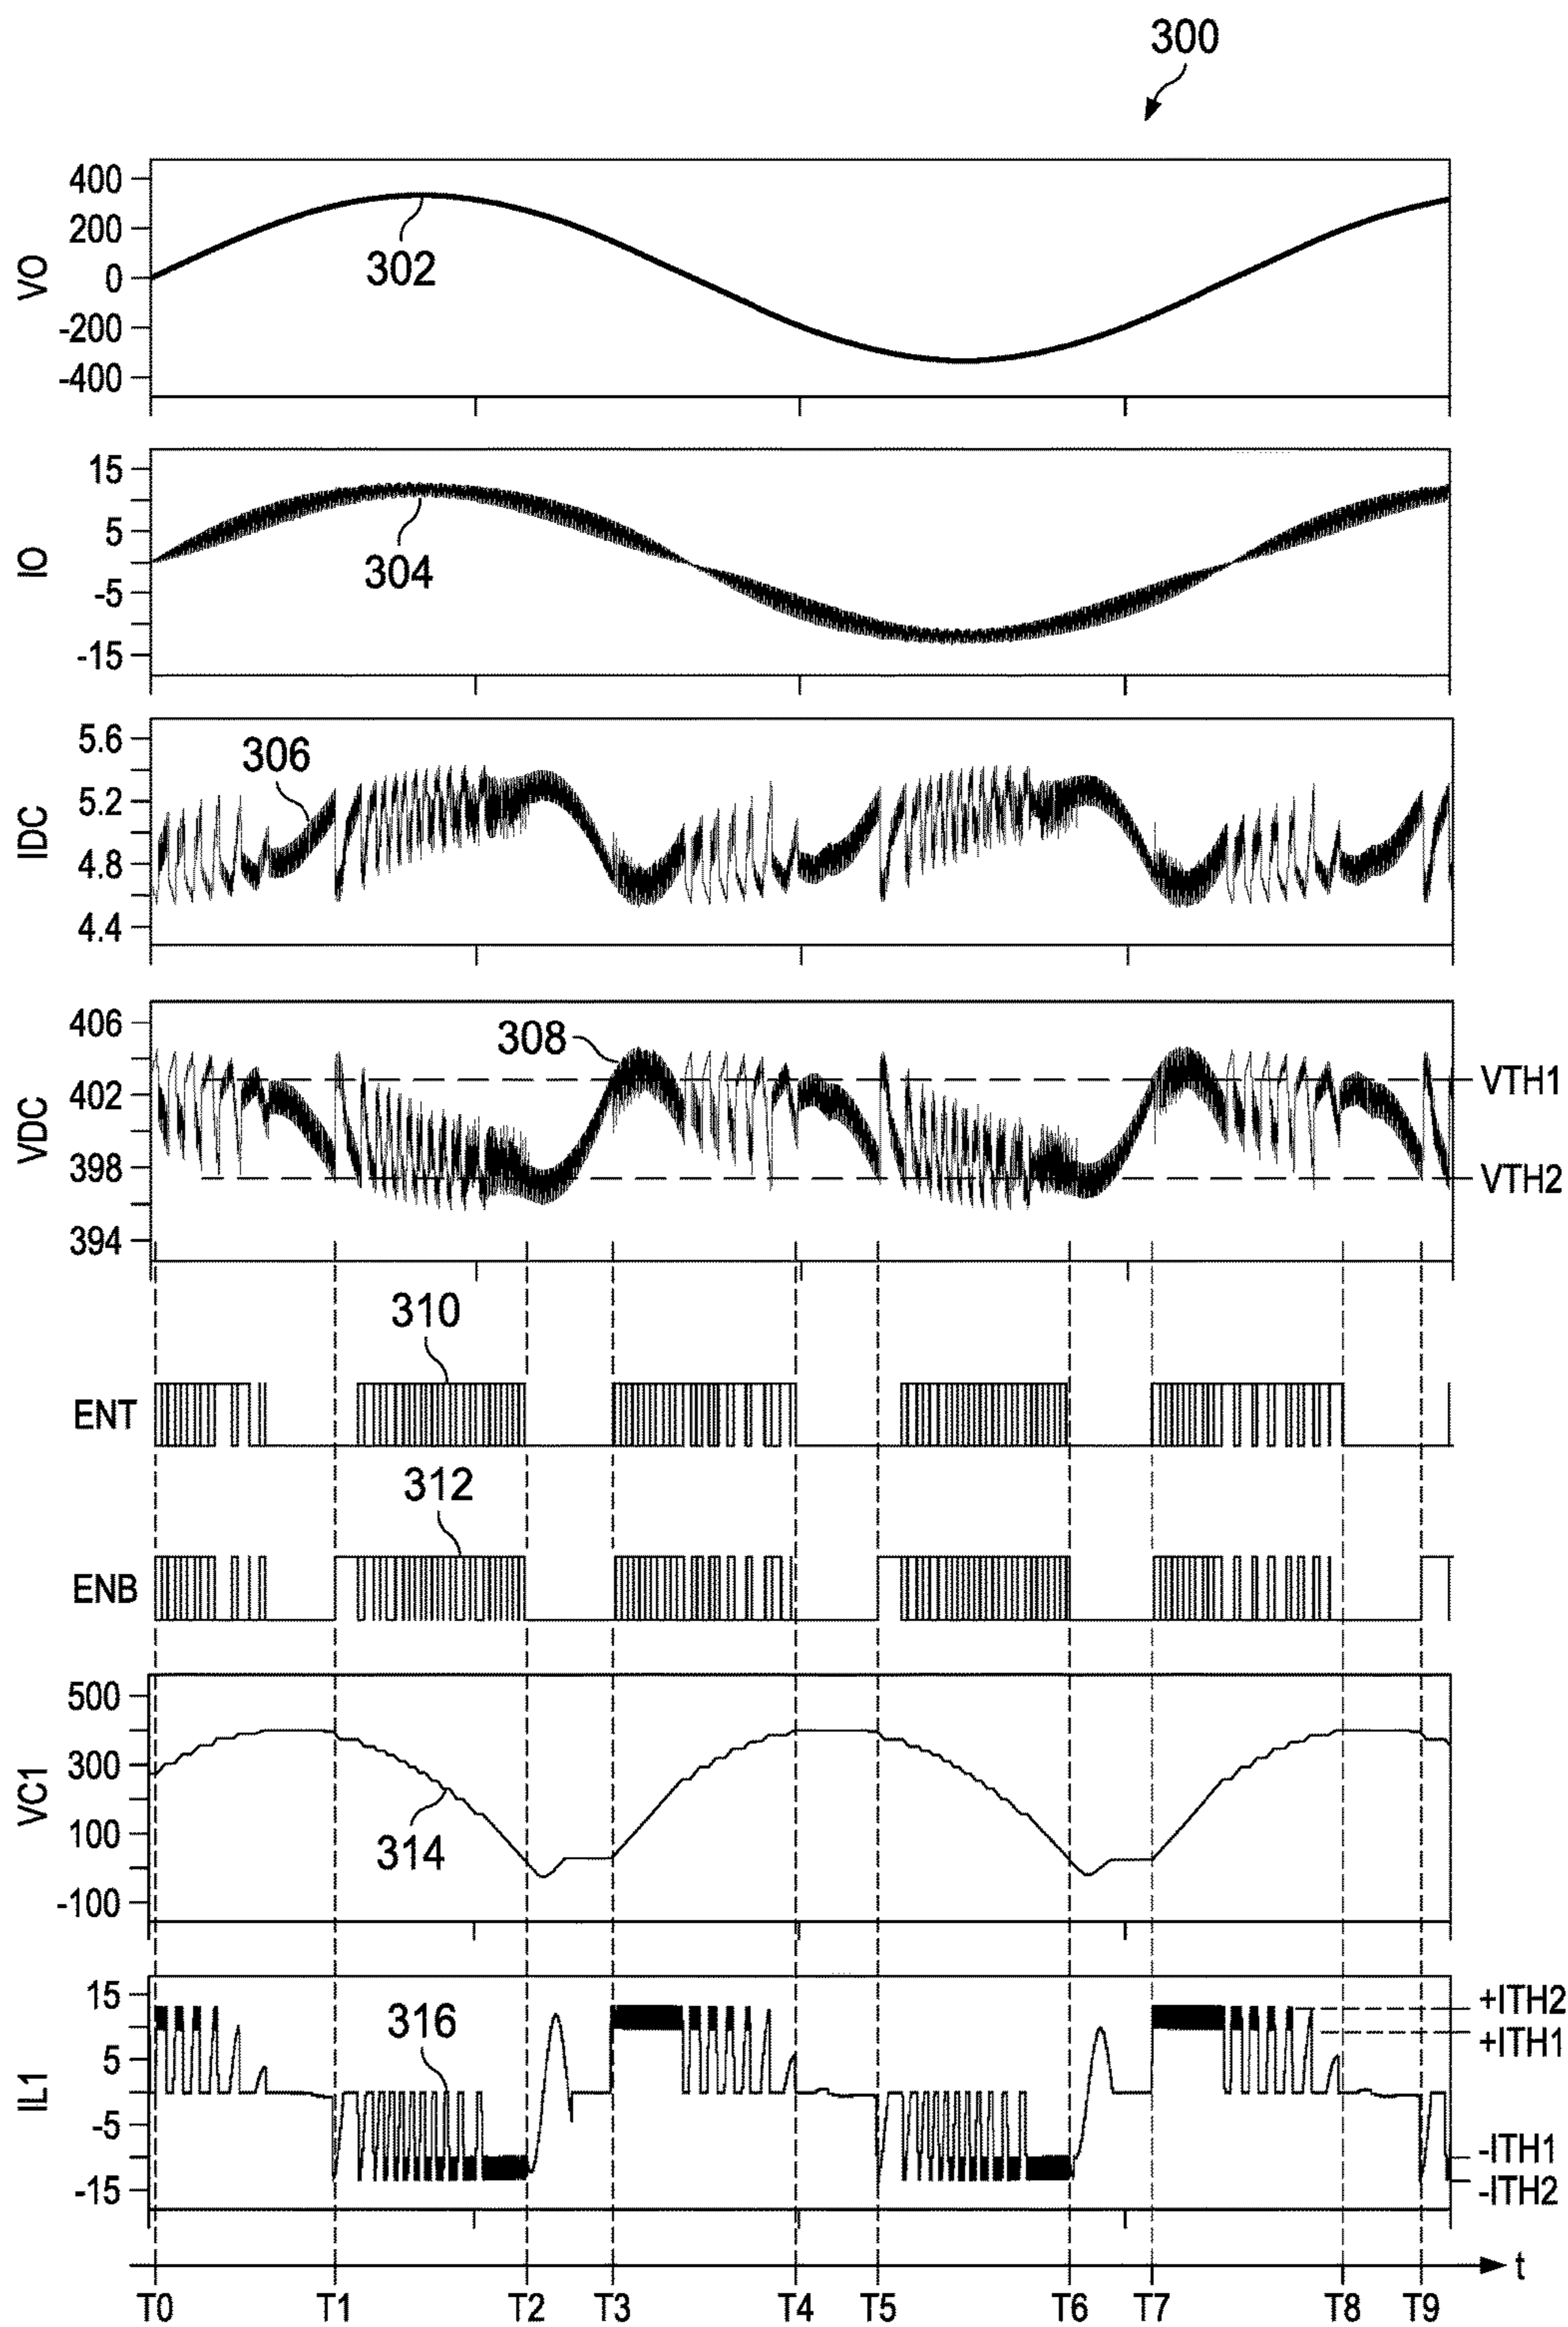 300
400
200
0
-200
-400
VO
302
15
5
-5
-15
IO
304
5.6
5.2
4.8
4.4
IDC
306
406
402
398
394
VDC
308
VTH1
VTH2
310
ENT
312
ENB
500
300
100
-100
VC1
314
15
5
-5
-15
IL1
316
+ITH2
+ITH1
-ITH1
-ITH2
t
T0 T1 T2 T3 T4 T5 T6 T7 T8 T9